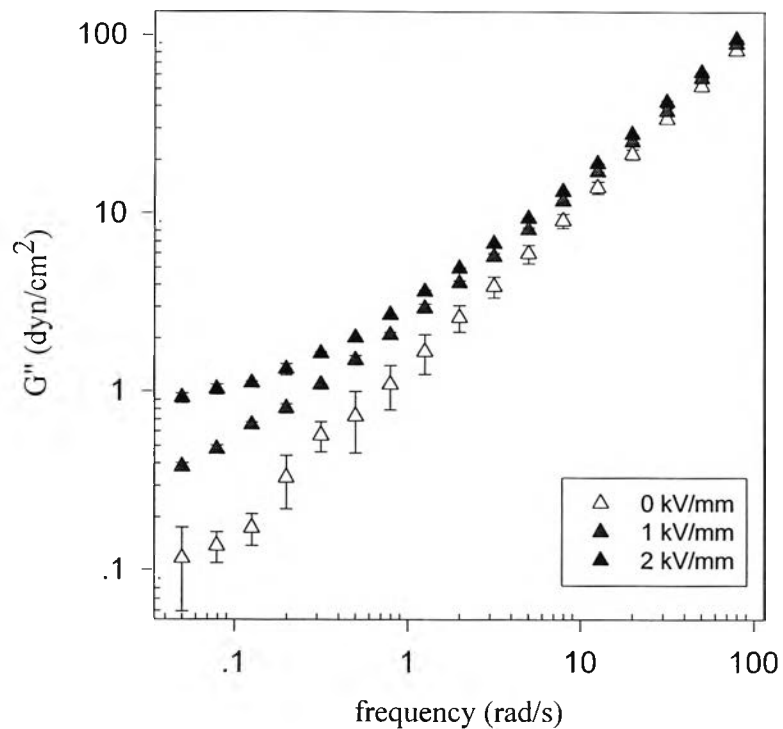 100
10
1
.1
G" (dyn/cm²)
0 kV/mm
1 kV/mm
2 kV/mm
.1 1 10 100
frequency (rad/s)